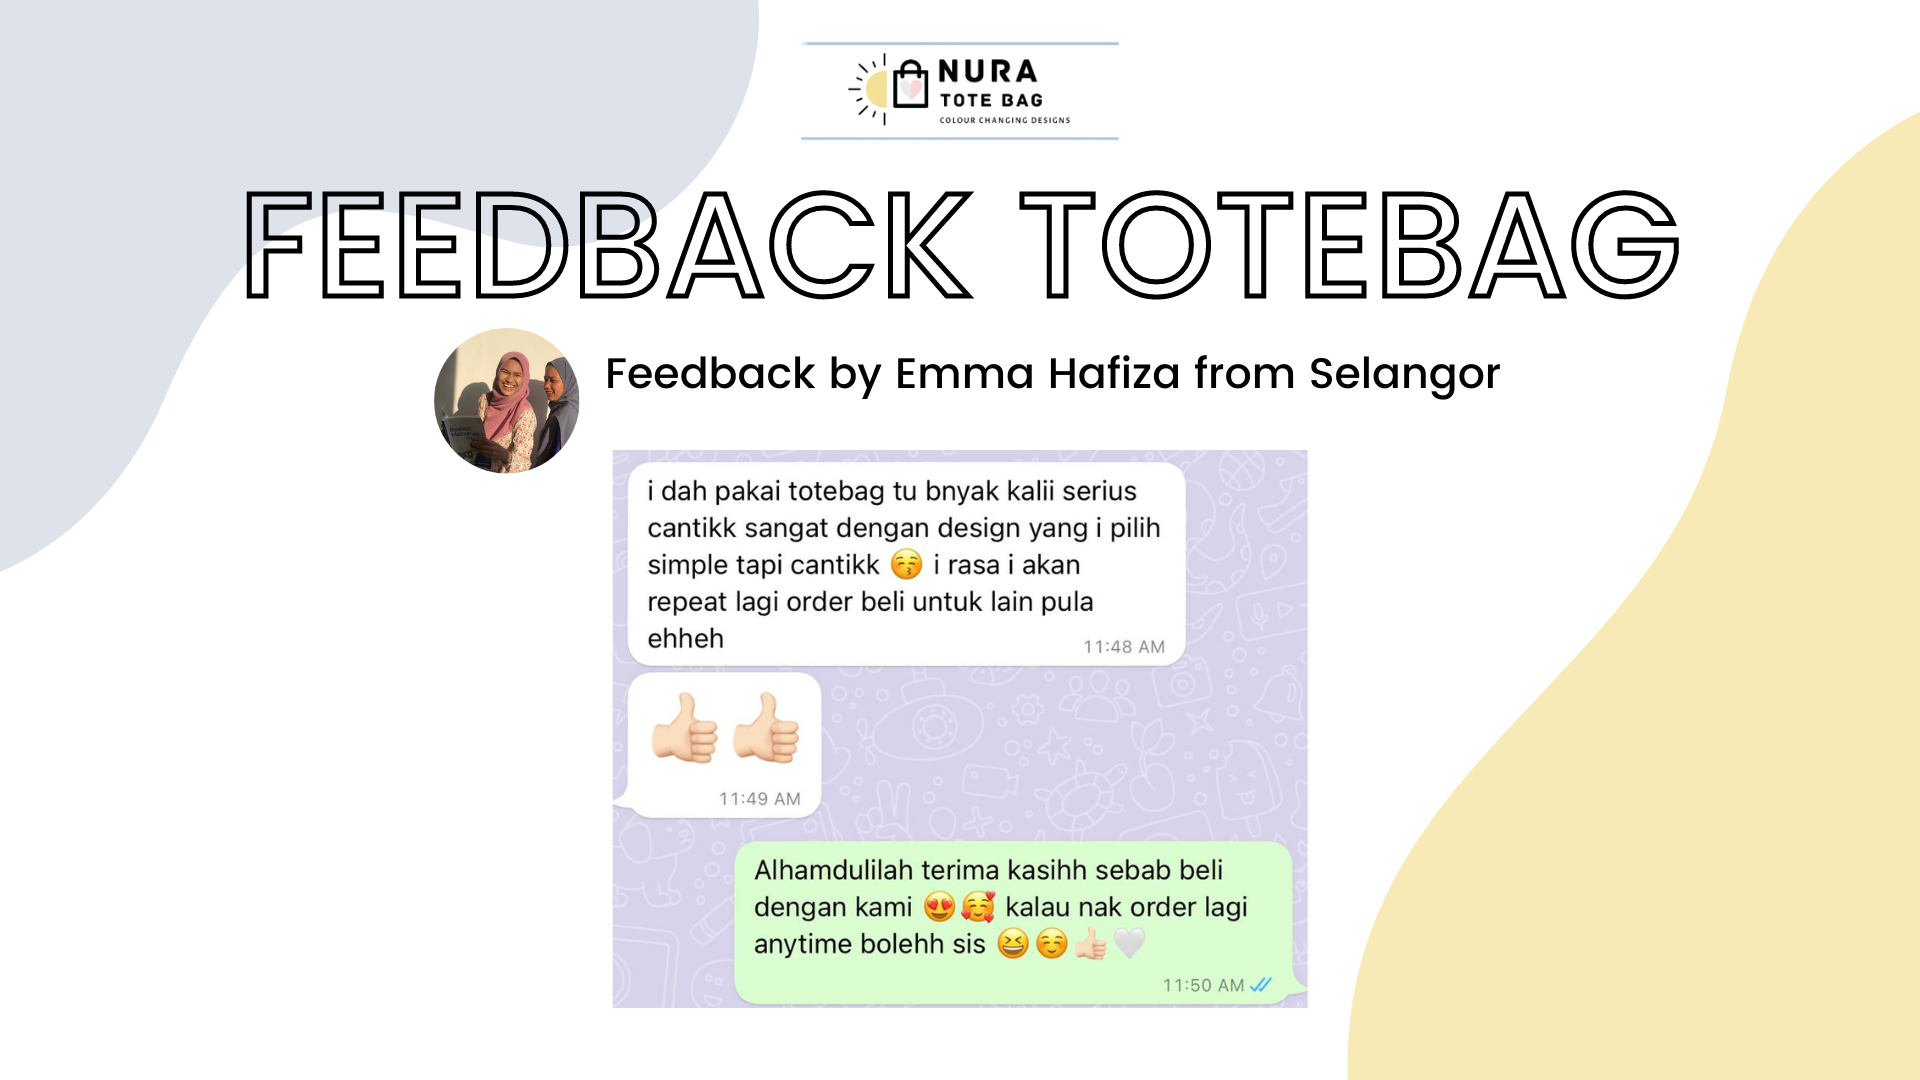 NURA
TOTE BAG
COLOUR CHANGING DESIGNS
FEEDBACK TOTEBAG
Feedback by Emma Hafiza from Selangor
i dah pakai totebag tu bnyak kalii serius
cantikk sangat dengan design yang i pilih
simple tapi cantikk 😚 i rasa i akan
repeat lagi order beli untuk lain pula
ehheh
11:48 AM
👍🏻 👍🏻
11:49 AM
Alhamdulilah terima kasihh sebab beli
dengan kami 😍🥰 kalau nak order lagi
anytime bolehh sis 😆☺️👍🏻🤍
11:50 AM